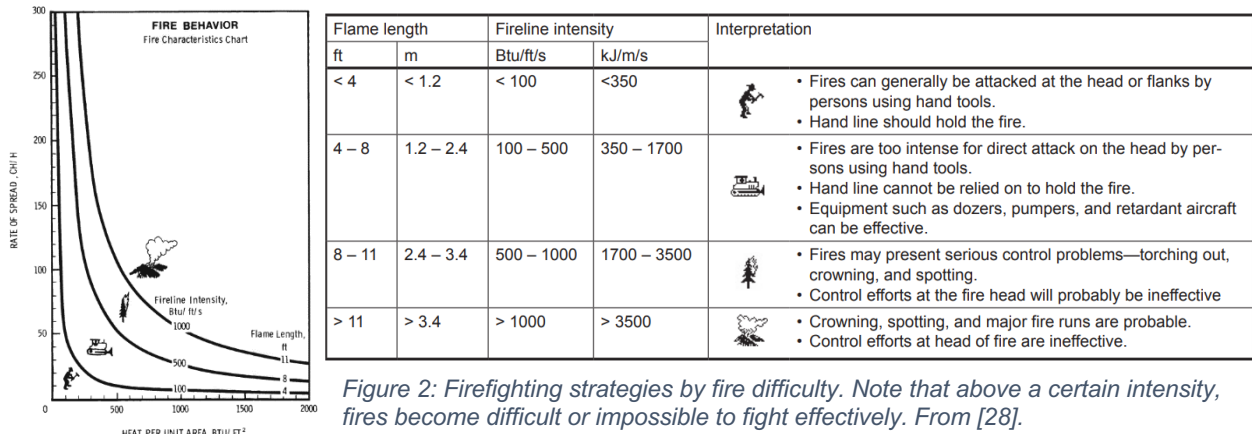 FIRE BEHAVIOR
Fire Characteristics Chart
300
250
200
150
100
50
0
500
1000
1500
2000
RATE OF SPREAD, CH/H
HEAT PER UNIT AREA, BTU/FT²
Fireline Intensity,
Btu/ft/s
1000
500
100
Flame Length,
ft
11
8
4
Flame length
Fireline intensity
Interpretation
ft
m
Btu/ft/s
kJ/m/s
< 4
< 1.2
< 100
<350
• Fires can generally be attacked at the head or flanks by
persons using hand tools.
• Hand line should hold the fire.
4 – 8
1.2 – 2.4
100 – 500
350 – 1700
• Fires are too intense for direct attack on the head by per-
sons using hand tools.
• Hand line cannot be relied on to hold the fire.
• Equipment such as dozers, pumpers, and retardant aircraft
can be effective.
8 – 11
2.4 – 3.4
500 – 1000
1700 – 3500
• Fires may present serious control problems—torching out,
crowning, and spotting.
• Control efforts at the fire head will probably be ineffective
> 11
> 3.4
> 1000
> 3500
• Crowning, spotting, and major fire runs are probable.
• Control efforts at head of fire are ineffective.
Figure 2: Firefighting strategies by fire difficulty. Note that above a certain intensity,
fires become difficult or impossible to fight effectively. From [28].